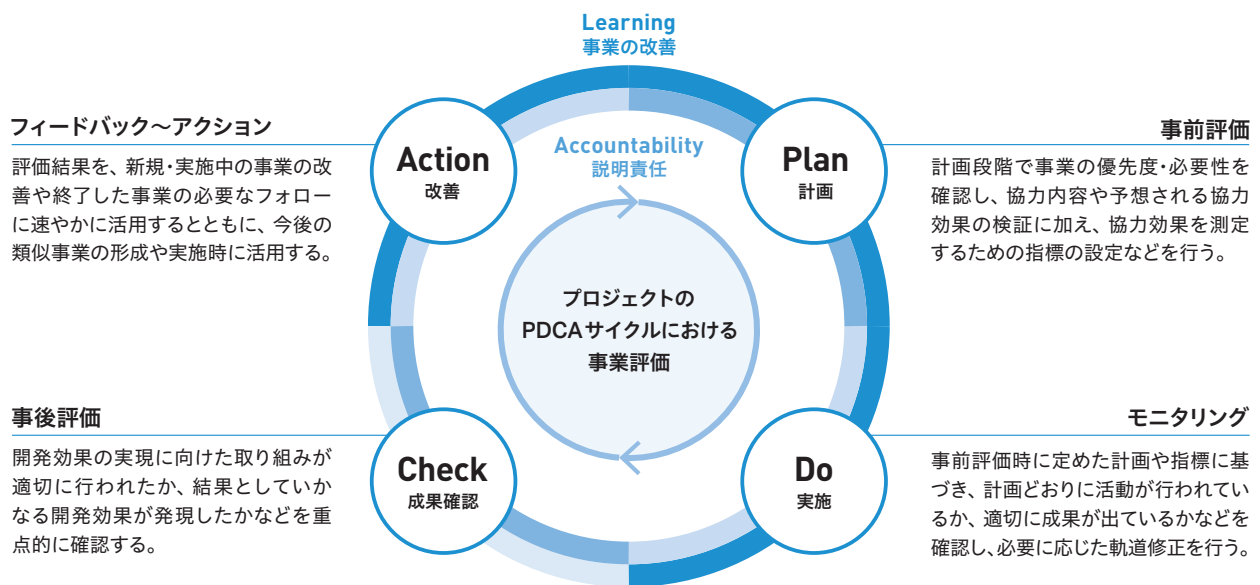 Learning
事業の改善
フィードバック～アクション
評価結果を、新規・実施中の事業の改
善や終了した事業の必要なフォロー
に速やかに活用するとともに、今後の
類似事業の形成や実施時に活用する。
Action
改善
Accountability
説明責任
Plan
計画
事前評価
計画段階で事業の優先度・必要性を
確認し、協力内容や予想される協力
効果の検証に加え、協力効果を測定
するための指標の設定などを行う。
プロジェクトの
PDCAサイクルにおける
事業評価
事後評価
開発効果の実現に向けた取り組みが
適切に行われたか、結果としていか
なる開発効果が発現したかなどを重
点的に確認する。
Check
成果確認
Do
実施
モニタリング
事前評価時に定めた計画や指標に基
づき、計画どおりに活動が行われてい
るか、適切に成果が出ているかなどを
確認し、必要に応じた軌道修正を行う。